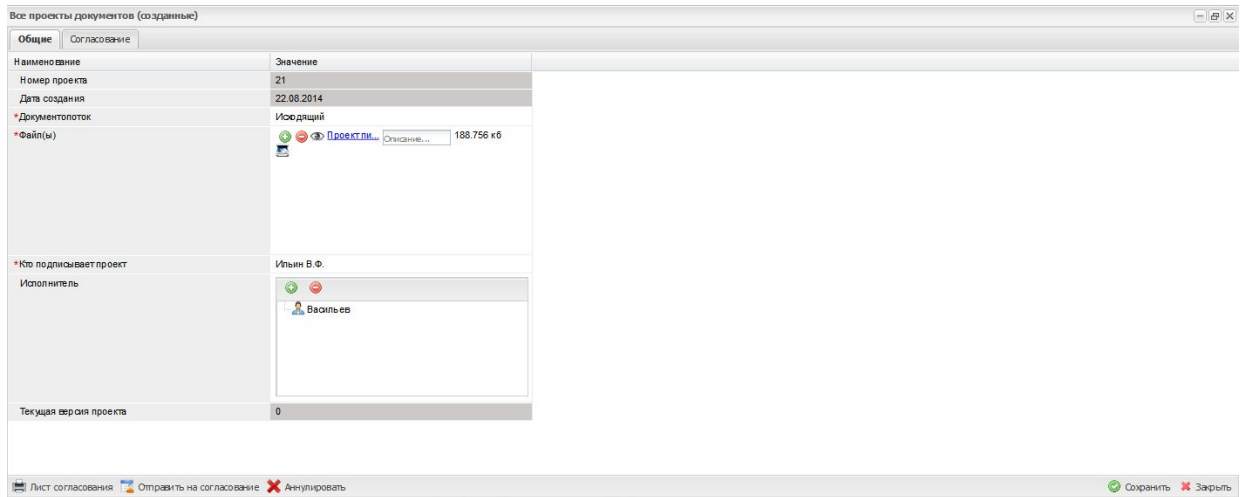 Все проекты документов (созданные)
Общие Согласование
Наименование Значение
Номер проекта 21
Дата создания 22.08.2014
*Документопоток Исходящий
*Файл(ы) Проект пи... Описание... 188.756 кб
*Кто подписывает проект Ильин В.Ф.
Исполнитель
Васильев
Текущая версия проекта 0
Лист согласования Отправить на согласование Аннулировать Сохранить Закрыть